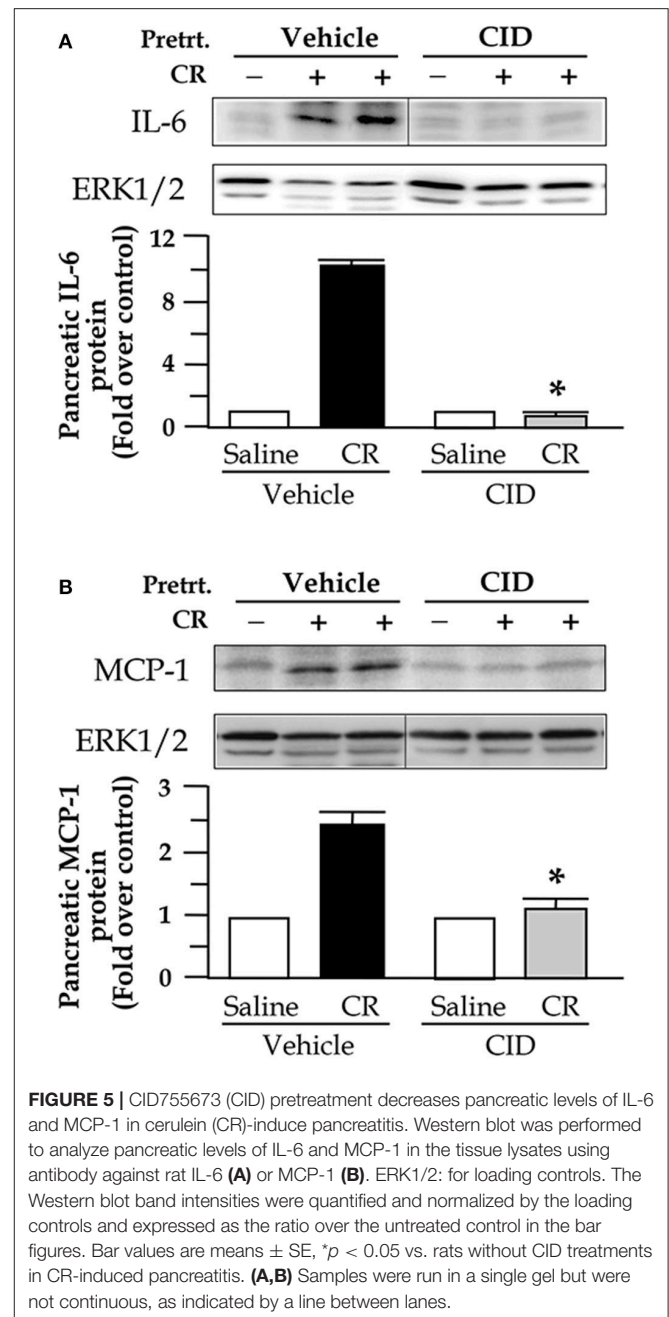 A
Pretrt. Vehicle CID
CR – + + – + +
IL-6
ERK1/2
Pancreatic IL-6
protein
(Fold over control)
12
8
4
0
*
Saline CR Saline CR
Vehicle CID
B
Pretrt. Vehicle CID
CR – + + – + +
MCP-1
ERK1/2
Pancreatic MCP-1
protein
(Fold over control)
3
2
1
0
*
Saline CR Saline CR
Vehicle CID
FIGURE 5 | CID755673 (CID) pretreatment decreases pancreatic levels of IL-6
and MCP-1 in cerulein (CR)-induce pancreatitis. Western blot was performed
to analyze pancreatic levels of IL-6 and MCP-1 in the tissue lysates using
antibody against rat IL-6 (A) or MCP-1 (B). ERK1/2: for loading controls. The
Western blot band intensities were quantified and normalized by the loading
controls and expressed as the ratio over the untreated control in the bar
figures. Bar values are means ± SE, *p < 0.05 vs. rats without CID treatments
in CR-induced pancreatitis. (A,B) Samples were run in a single gel but were
not continuous, as indicated by a line between lanes.